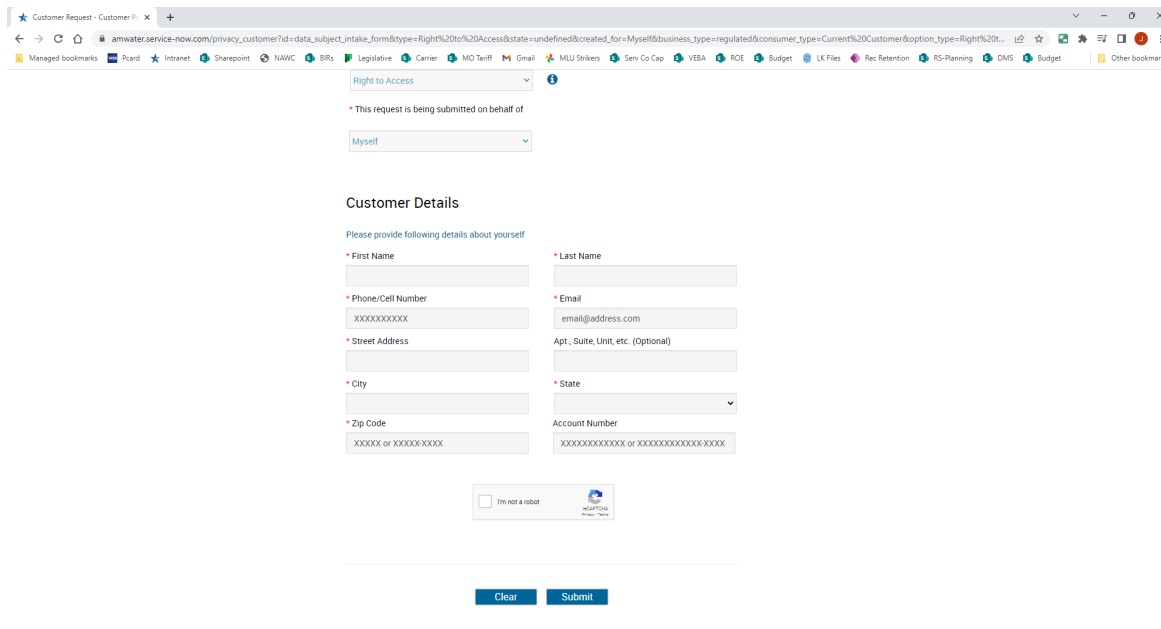 Customer Request - Customer Pr
amwater.service-now.com/privacy_customer?id=data_subject_intake_form&type=Right%20to%20Access&state=undefined&created_for=Myself&business_type=regulated&consumer_type=Current%20Customer&option_type=Right%20t...
Managed bookmarks Pcard Intranet Sharepoint NAWC BIRs Legislative Carrier MO Tariff Gmail MLU Strikers Serv Co Cap VEBA ROE Budget LK Files Rec Retention RS-Planning DMS Budget Other bookmar
Right to Access
* This request is being submitted on behalf of
Myself
Customer Details
Please provide following details about yourself
* First Name * Last Name
* Phone/Cell Number * Email
XXXXXXXXXX email@address.com
* Street Address Apt., Suite, Unit, etc. (Optional)
* City * State
* Zip Code Account Number
XXXXX or XXXXX-XXXX XXXXXXXXXXXX or XXXXXXXXXXXX-XXXX
I'm not a robot
reCAPTCHA
Privacy - Terms
Clear Submit